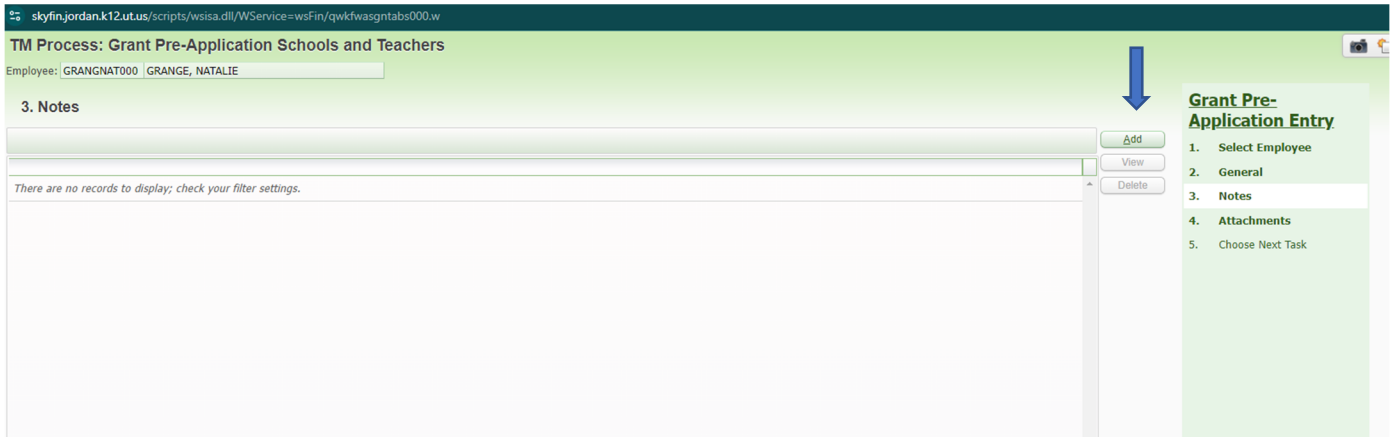 skyfin.jordan.k12.ut.us/scripts/wsisa.dll/WService=wsFin/qwkfwasgntabs000.w
TM Process: Grant Pre-Application Schools and Teachers
Employee: GRANGNAT000 GRANGE, NATALIE
3. Notes
Add
View
Delete
There are no records to display; check your filter settings.
Grant Pre-
Application Entry
1. Select Employee
2. General
3. Notes
4. Attachments
5. Choose Next Task